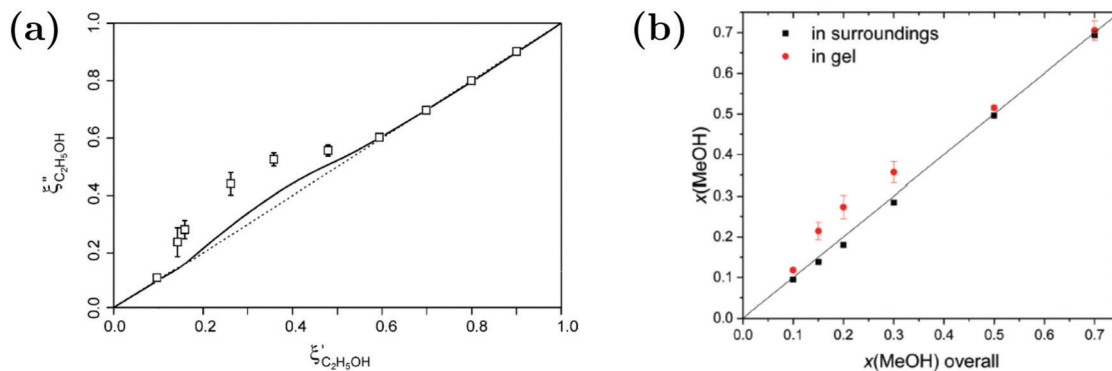 (a)
1.0
0.8
0.6
0.4
0.2
0.0
ξ''C₂H₅OH
0.0 0.2 0.4 0.6 0.8 1.0
ξ'C₂H₅OH
(b)
in surroundings
in gel
0.7
0.6
0.5
0.4
0.3
0.2
0.1
0.0
x(MeOH)
0.0 0.1 0.2 0.3 0.4 0.5 0.6 0.7
x(MeOH) overall